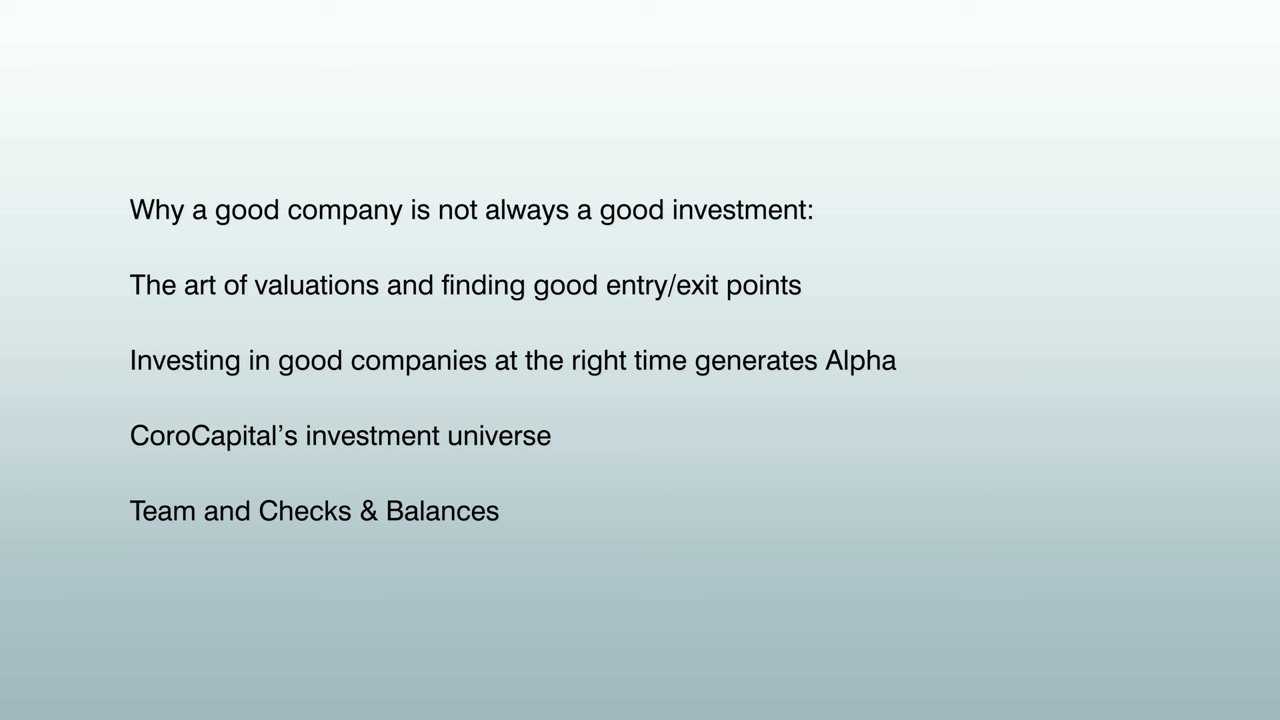 Why a good company is not always a good investment:
The art of valuations and finding good entry/exit points
Investing in good companies at the right time generates Alpha
CoroCapital’s investment universe
Team and Checks & Balances